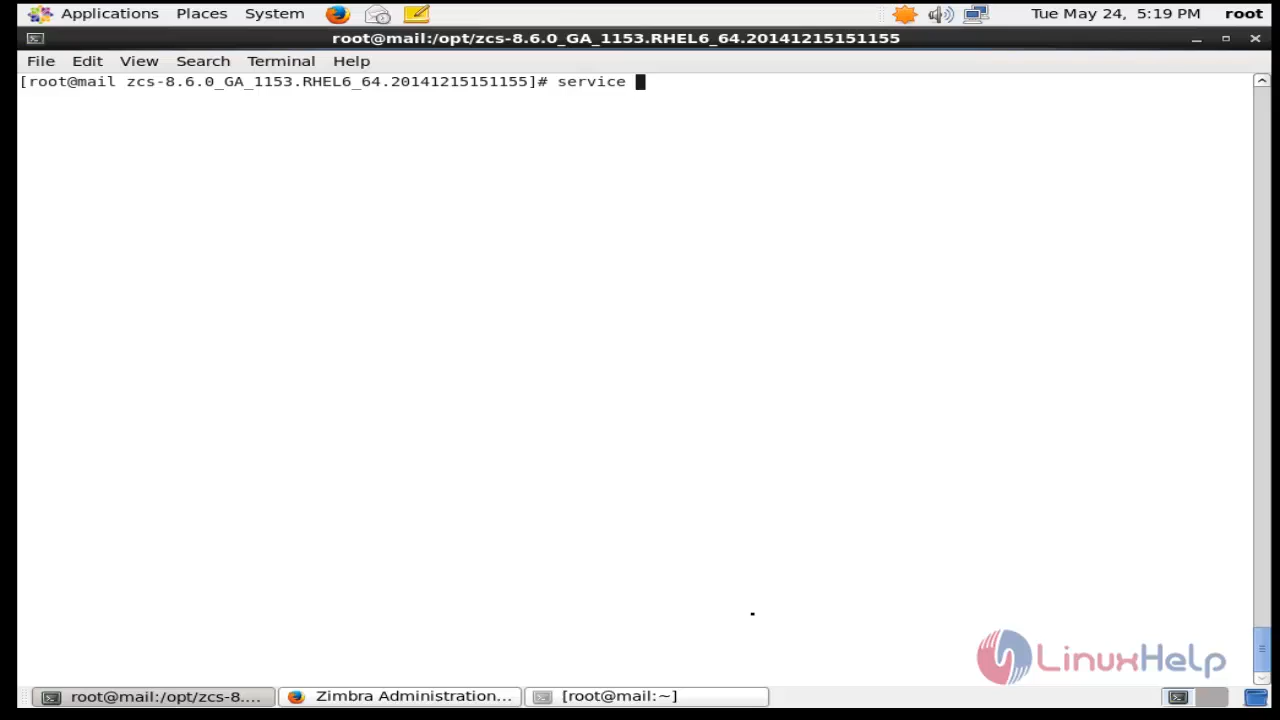 Applications Places System Tue May 24, 5:19 PM root
root@mail:/opt/zcs-8.6.0_GA_1153.RHEL6_64.20141215151155
File Edit View Search Terminal Help
[root@mail zcs-8.6.0_GA_1153.RHEL6_64.20141215151155]# service
LinuxHelp
root@mail:/opt/zcs-8.... Zimbra Administration... [root@mail:~]